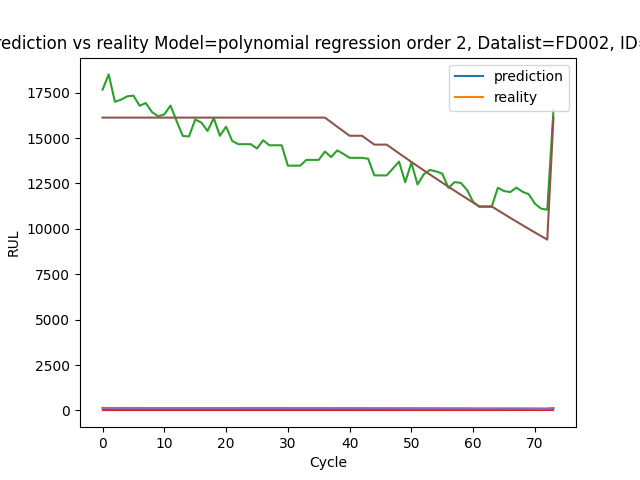 rediction vs reality Model=polynomial regression order 2, Datalist=FD002, ID=
prediction
reality
17500
15000
12500
10000
7500
5000
2500
0
RUL
0 10 20 30 40 50 60 70
Cycle